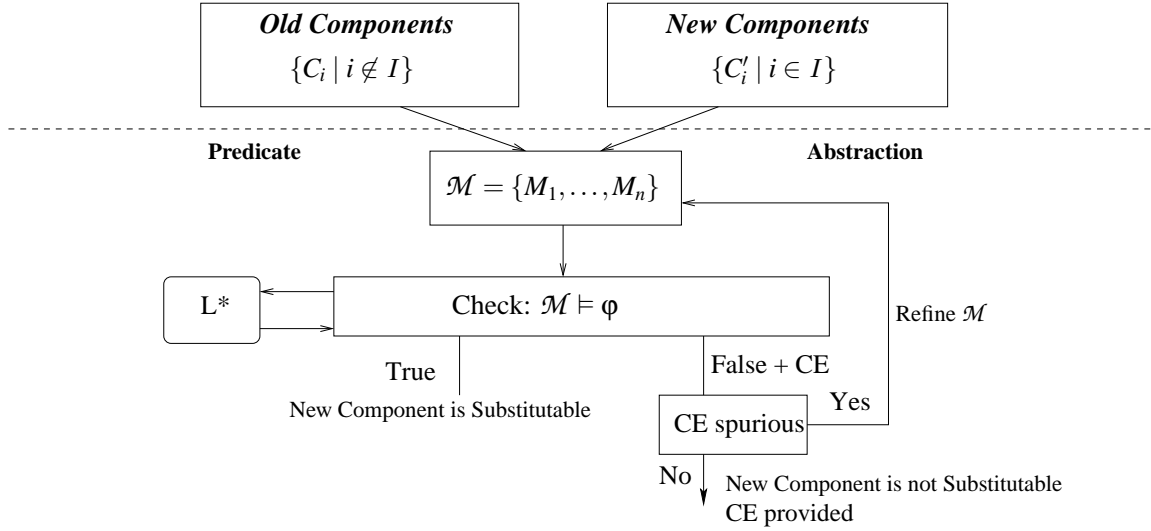 Old Components
New Components
{C_i | i ∉ I}
{C'_i | i ∈ I}
Predicate
Abstraction
ℳ = {M_1, . . . , M_n}
L*
Check: ℳ ⊨ φ
Refine ℳ
True
False + CE
New Component is Substitutable
Yes
CE spurious
No
New Component is not Substitutable
CE provided